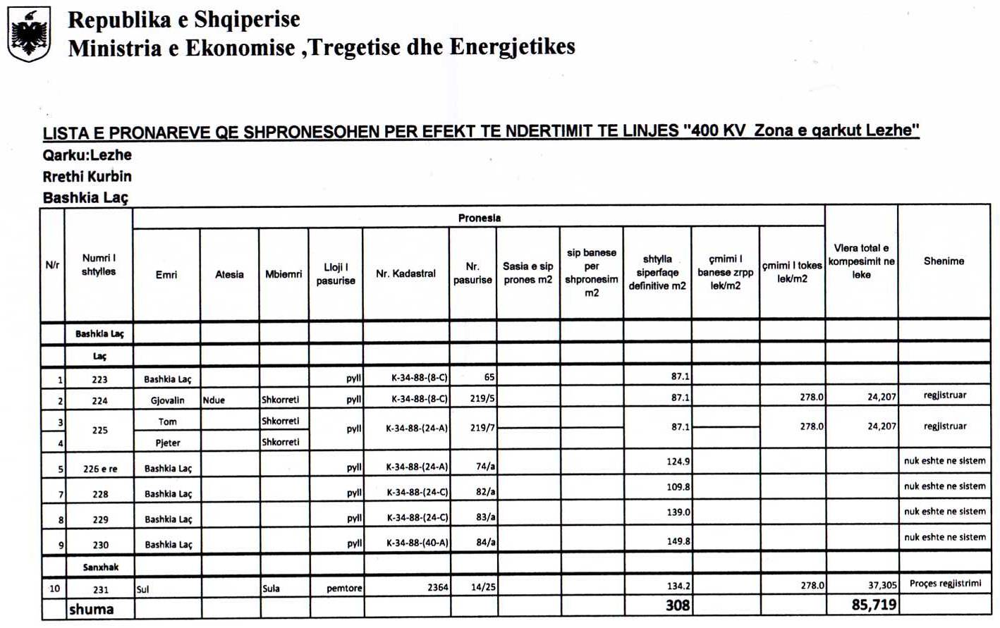 Republika e Shqiperise
Ministria e Ekonomise ,Tregetise dhe Energjetikes
LISTA E PRONAREVE QE SHPRONESOHEN PER EFEKT TE NDERTIMIT TE LINJES "400 KV Zona e qarkut Lezhe"
Qarku:Lezhe
Rrethi Kurbin
Bashkia Laç
N/r Numri I shtylles Pronesia Vlera total e kompesimit ne leke Shenime
Emri Atesia Mbiemri Lloji I pasurise Nr. Kadastral Nr. pasurise Sasia e sip prones m2 sip banese per shpronesim m2 shtylla siperfaqe definitive m2 çmimi I banese zrpp lek/m2 çmimi I tokes lek/m2
Bashkia Laç
Laç
1 223 Bashkia Laç pyll K-34-88-(8-C) 65 87.1
2 224 Gjovalin Ndue Shkorreti pyll K-34-88-(8-C) 219/5 87.1 278.0 24,207 regjistruar
3 225 Tom Shkorreti pyll K-34-88-(24-A) 219/7 87.1 278.0 24,207 regjistruar
4 Pjeter Shkorreti
5 226 e re Bashkia Laç pyll K-34-88-(24-A) 74/a 124.9 nuk eshte ne sistem
7 228 Bashkia Laç pyll K-34-88-(24-C) 82/a 109.8 nuk eshte ne sistem
8 229 Bashkia Laç pyll K-34-88-(24-C) 83/a 139.0 nuk eshte ne sistem
9 230 Bashkia Laç pyll K-34-88-(40-A) 84/a 149.8 nuk eshte ne sistem
Sanxhak
10 231 Sul Sula pemtore 2364 14/25 134.2 278.0 37,305 Proçes regjistrimi
shuma 308 85,719